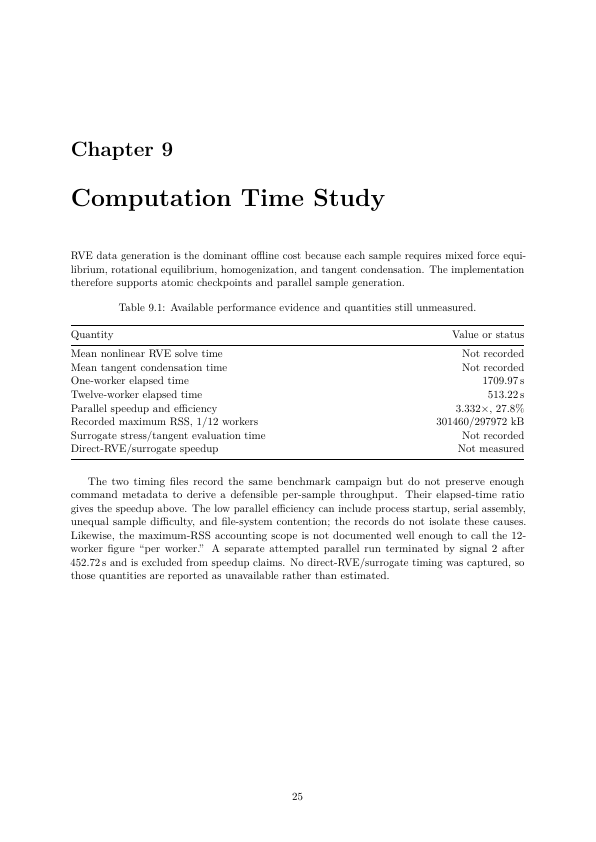 Chapter 9
Computation Time Study
RVE data generation is the dominant offline cost because each sample requires mixed force equi-
librium, rotational equilibrium, homogenization, and tangent condensation. The implementation
therefore supports atomic checkpoints and parallel sample generation.
Table 9.1: Available performance evidence and quantities still unmeasured.
Quantity Value or status
Mean nonlinear RVE solve time Not recorded
Mean tangent condensation time Not recorded
One-worker elapsed time 1709.97 s
Twelve-worker elapsed time 513.22 s
Parallel speedup and efficiency 3.332×, 27.8%
Recorded maximum RSS, 1/12 workers 301460/297972 kB
Surrogate stress/tangent evaluation time Not recorded
Direct-RVE/surrogate speedup Not measured
The two timing files record the same benchmark campaign but do not preserve enough
command metadata to derive a defensible per-sample throughput. Their elapsed-time ratio
gives the speedup above. The low parallel efficiency can include process startup, serial assembly,
unequal sample difficulty, and file-system contention; the records do not isolate these causes.
Likewise, the maximum-RSS accounting scope is not documented well enough to call the 12-
worker figure “per worker.” A separate attempted parallel run terminated by signal 2 after
452.72 s and is excluded from speedup claims. No direct-RVE/surrogate timing was captured, so
those quantities are reported as unavailable rather than estimated.
25